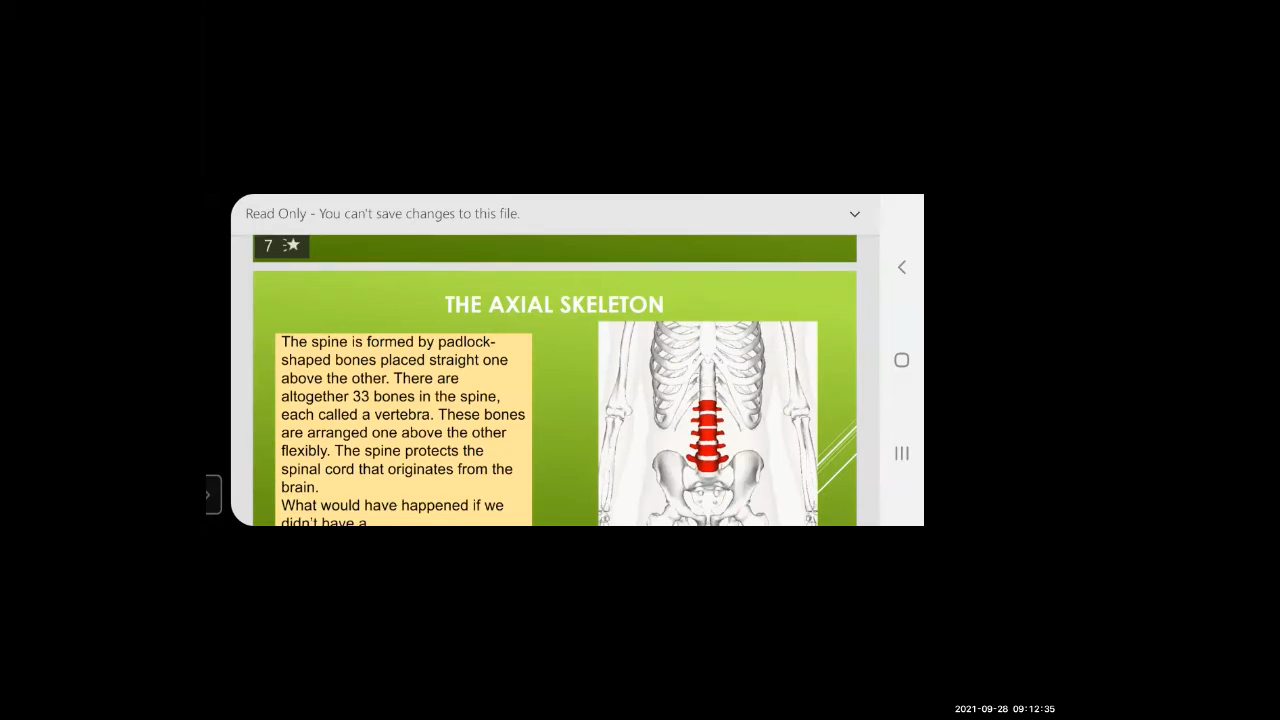 Read Only - You can't save changes to this file.
7
THE AXIAL SKELETON
The spine is formed by padlock-
shaped bones placed straight one
above the other. There are
altogether 33 bones in the spine,
each called a vertebra. These bones
are arranged one above the other
flexibly. The spine protects the
spinal cord that originates from the
brain.
What would have happened if we
didn't have a
2021-09-28 09:12:35